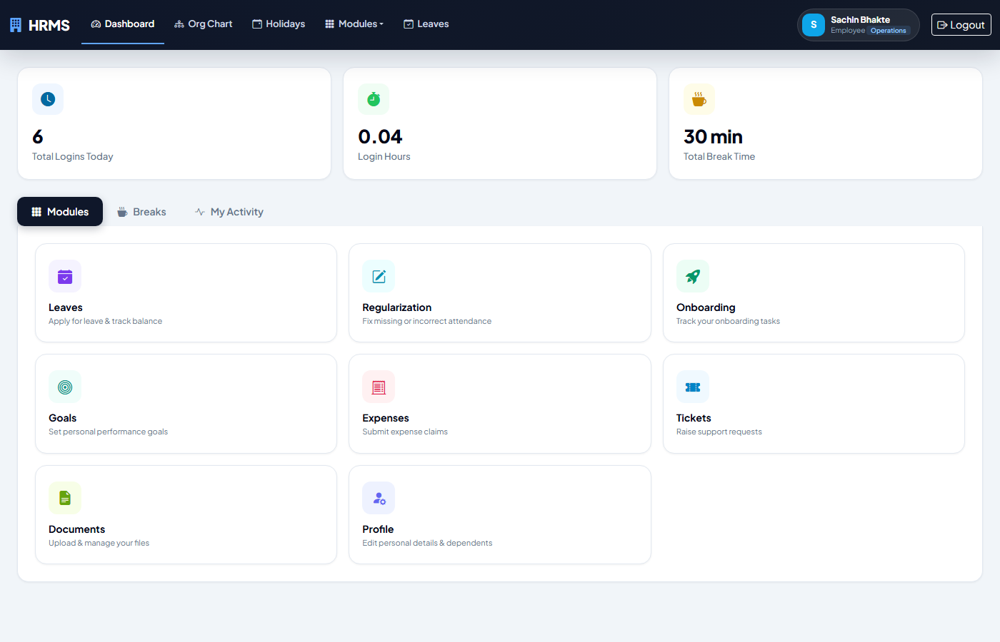 HRMS
Dashboard
Org Chart
Holidays
Modules
Leaves
S
Sachin Bhakte
Employee Operations
Logout
6
Total Logins Today
0.04
Login Hours
30 min
Total Break Time
Modules
Breaks
My Activity
Leaves
Apply for leave & track balance
Regularization
Fix missing or incorrect attendance
Onboarding
Track your onboarding tasks
Goals
Set personal performance goals
Expenses
Submit expense claims
Tickets
Raise support requests
Documents
Upload & manage your files
Profile
Edit personal details & dependents